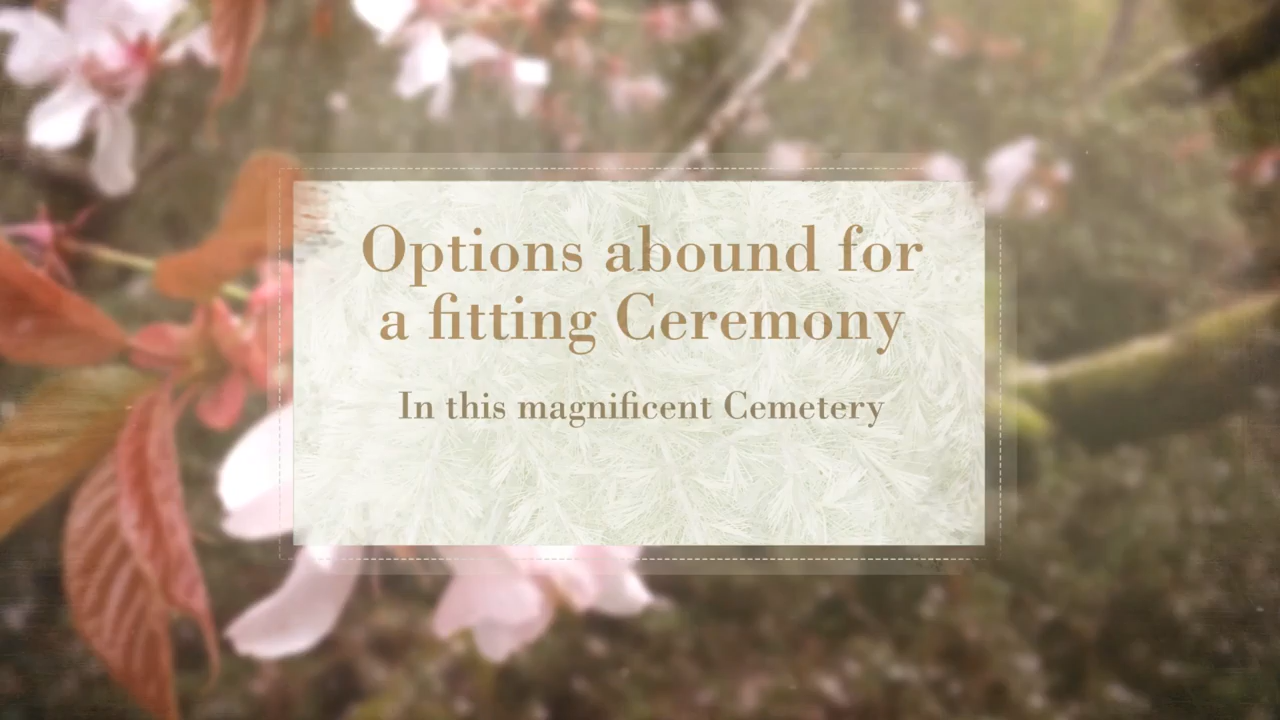 Options abound for
a fitting Ceremony
In this magnificent Cemetery